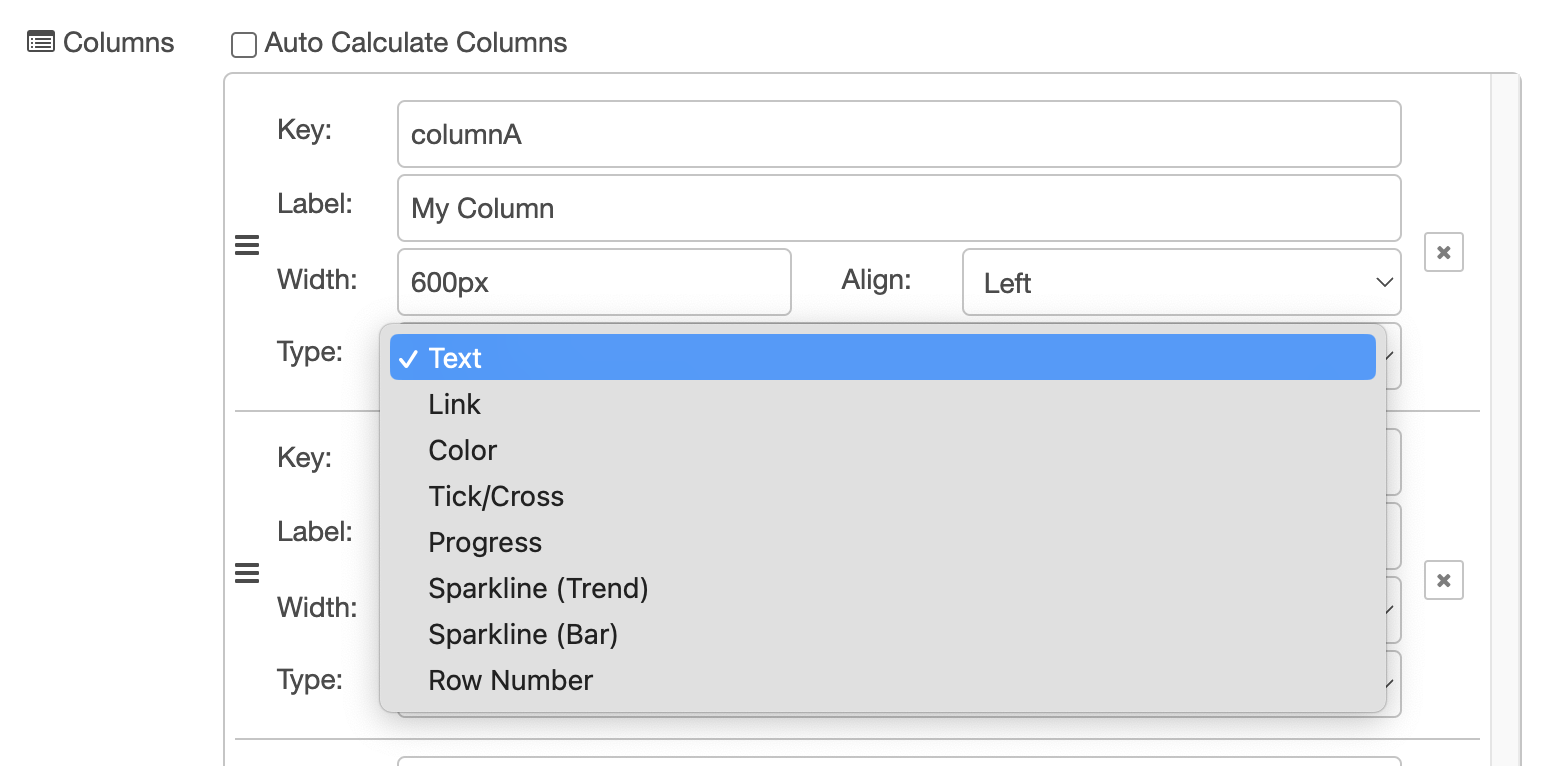 Columns
Auto Calculate Columns
Key: columnA
Label: My Column
Width: 600px Align: Left
Type: Text
Link
Color
Key:
Tick/Cross
Label:
Progress
Sparkline (Trend)
Width:
Sparkline (Bar)
Type: Row Number